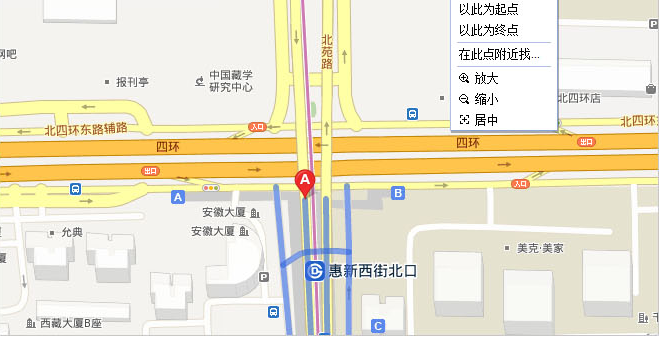 以此为起点
以此为终点
在此点附近找...
放大
缩小
居中
北苑路
网吧
报刊亭
中国藏学
研究中心
北四环店
北四环东路辅路
入口
四环
四环
出口
出口
入口
A
A
B
安徽大厦
安徽大厦
允典
P
惠新西街北口
美克·美家
西藏大厦B座
C